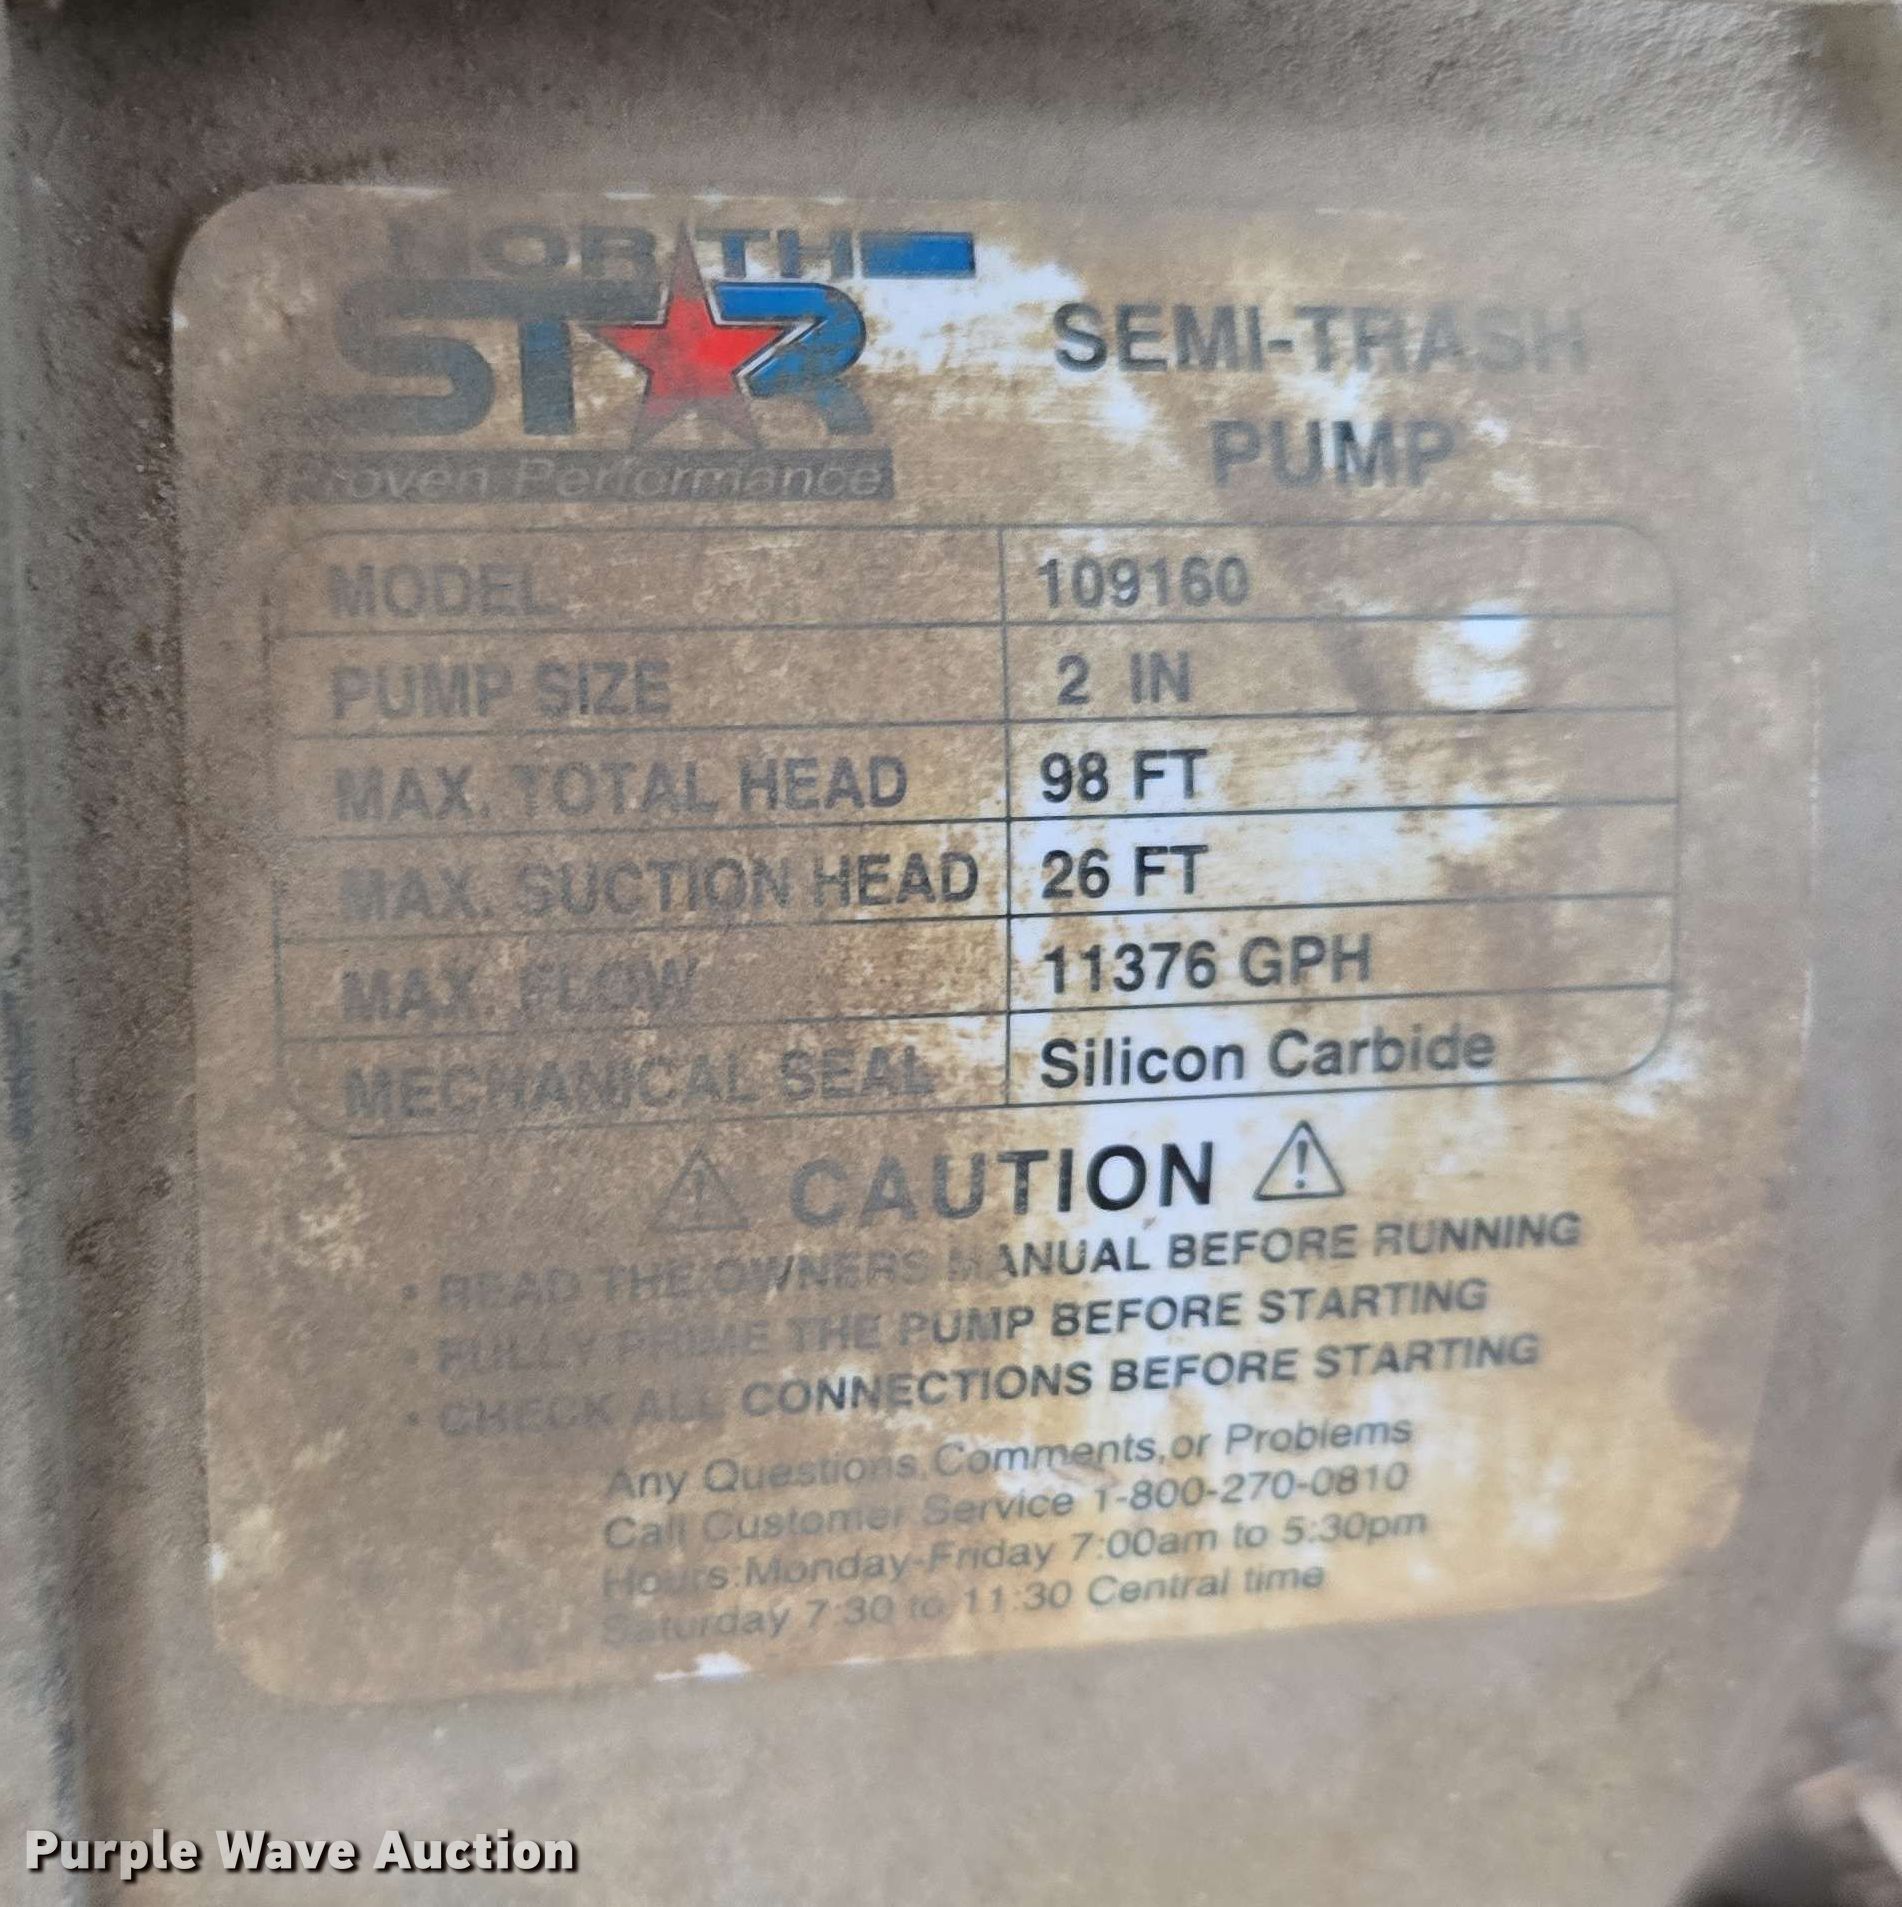 NORTH
STAR
Proven Performance
SEMI-TRASH
PUMP
MODEL 109160
PUMP SIZE 2 IN
MAX. TOTAL HEAD 98 FT
MAX. SUCTION HEAD 26 FT
MAX. FLOW 11376 GPH
MECHANICAL SEAL Silicon Carbide
CAUTION
• READ THE OWNERS MANUAL BEFORE RUNNING
• FULLY PRIME THE PUMP BEFORE STARTING
• CHECK ALL CONNECTIONS BEFORE STARTING
Any Questions,Comments,or Problems
Call Customer Service 1-800-270-0810
Hours:Monday-Friday 7:00am to 5:30pm
Saturday 7:30 to 11:30 Central time
Purple Wave Auction